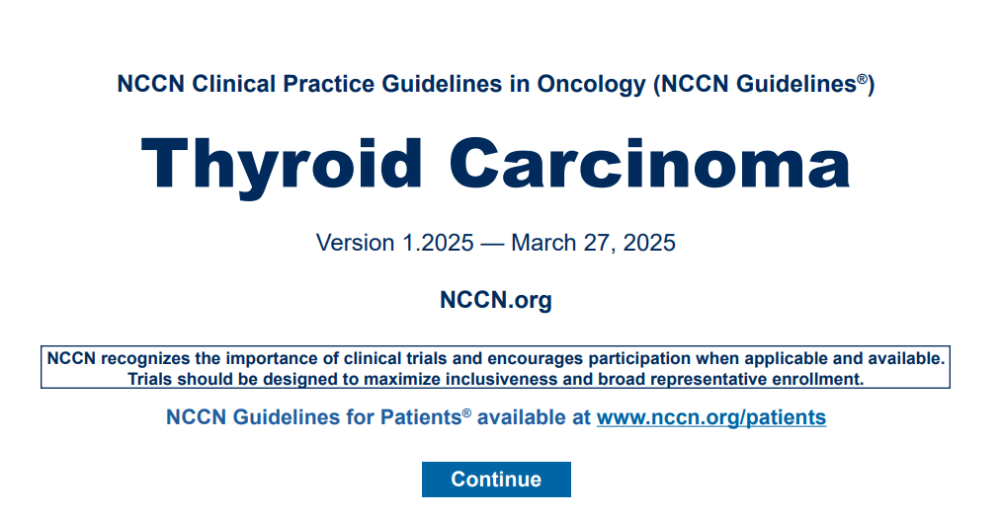 NCCN Clinical Practice Guidelines in Oncology (NCCN Guidelines®)
Thyroid Carcinoma
Version 1.2025 — March 27, 2025
NCCN.org
NCCN recognizes the importance of clinical trials and encourages participation when applicable and available.
Trials should be designed to maximize inclusiveness and broad representative enrollment.
NCCN Guidelines for Patients® available at www.nccn.org/patients
Continue